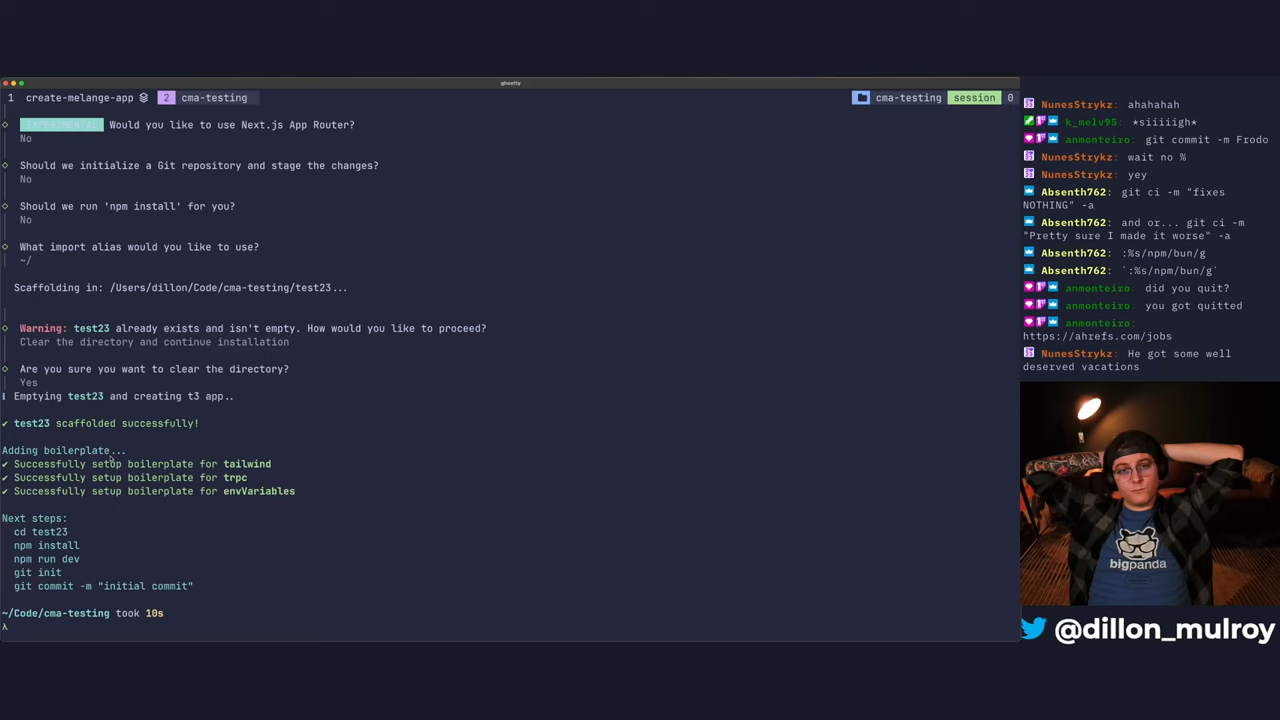 ghostty
1 create-melange-app 2 cma-testing
cma-testing session 0
EXPERIMENTAL Would you like to use Next.js App Router?
No
Should we initialize a Git repository and stage the changes?
No
Should we run 'npm install' for you?
No
What import alias would you like to use?
~/
Scaffolding in: /Users/dillon/Code/cma-testing/test23...
Warning: test23 already exists and isn't empty. How would you like to proceed?
Clear the directory and continue installation
Are you sure you want to clear the directory?
Yes
ℹ Emptying test23 and creating t3 app..
✔ test23 scaffolded successfully!
Adding boilerplate...
✔ Successfully setup boilerplate for tailwind
✔ Successfully setup boilerplate for trpc
✔ Successfully setup boilerplate for envVariables
Next steps:
cd test23
npm install
npm run dev
git init
git commit -m "initial commit"
~/Code/cma-testing took 10s
λ
NunesStrykz: ahahahah
k_melv95: *siiiiigh*
anmonteiro: git commit -m Frodo
NunesStrykz: wait no %
NunesStrykz: yey
Absenth762: git ci -m "fixes
NOTHING" -a
Absenth762: and or... git ci -m
"Pretty sure I made it worse" -a
Absenth762: :%s/npm/bun/g
Absenth762: `:%s/npm/bun/g`
anmonteiro: did you quit?
anmonteiro: you got quitted
anmonteiro:
https://ahrefs.com/jobs
NunesStrykz: He got some well
deserved vacations
bigpanda
@dillon_mulroy